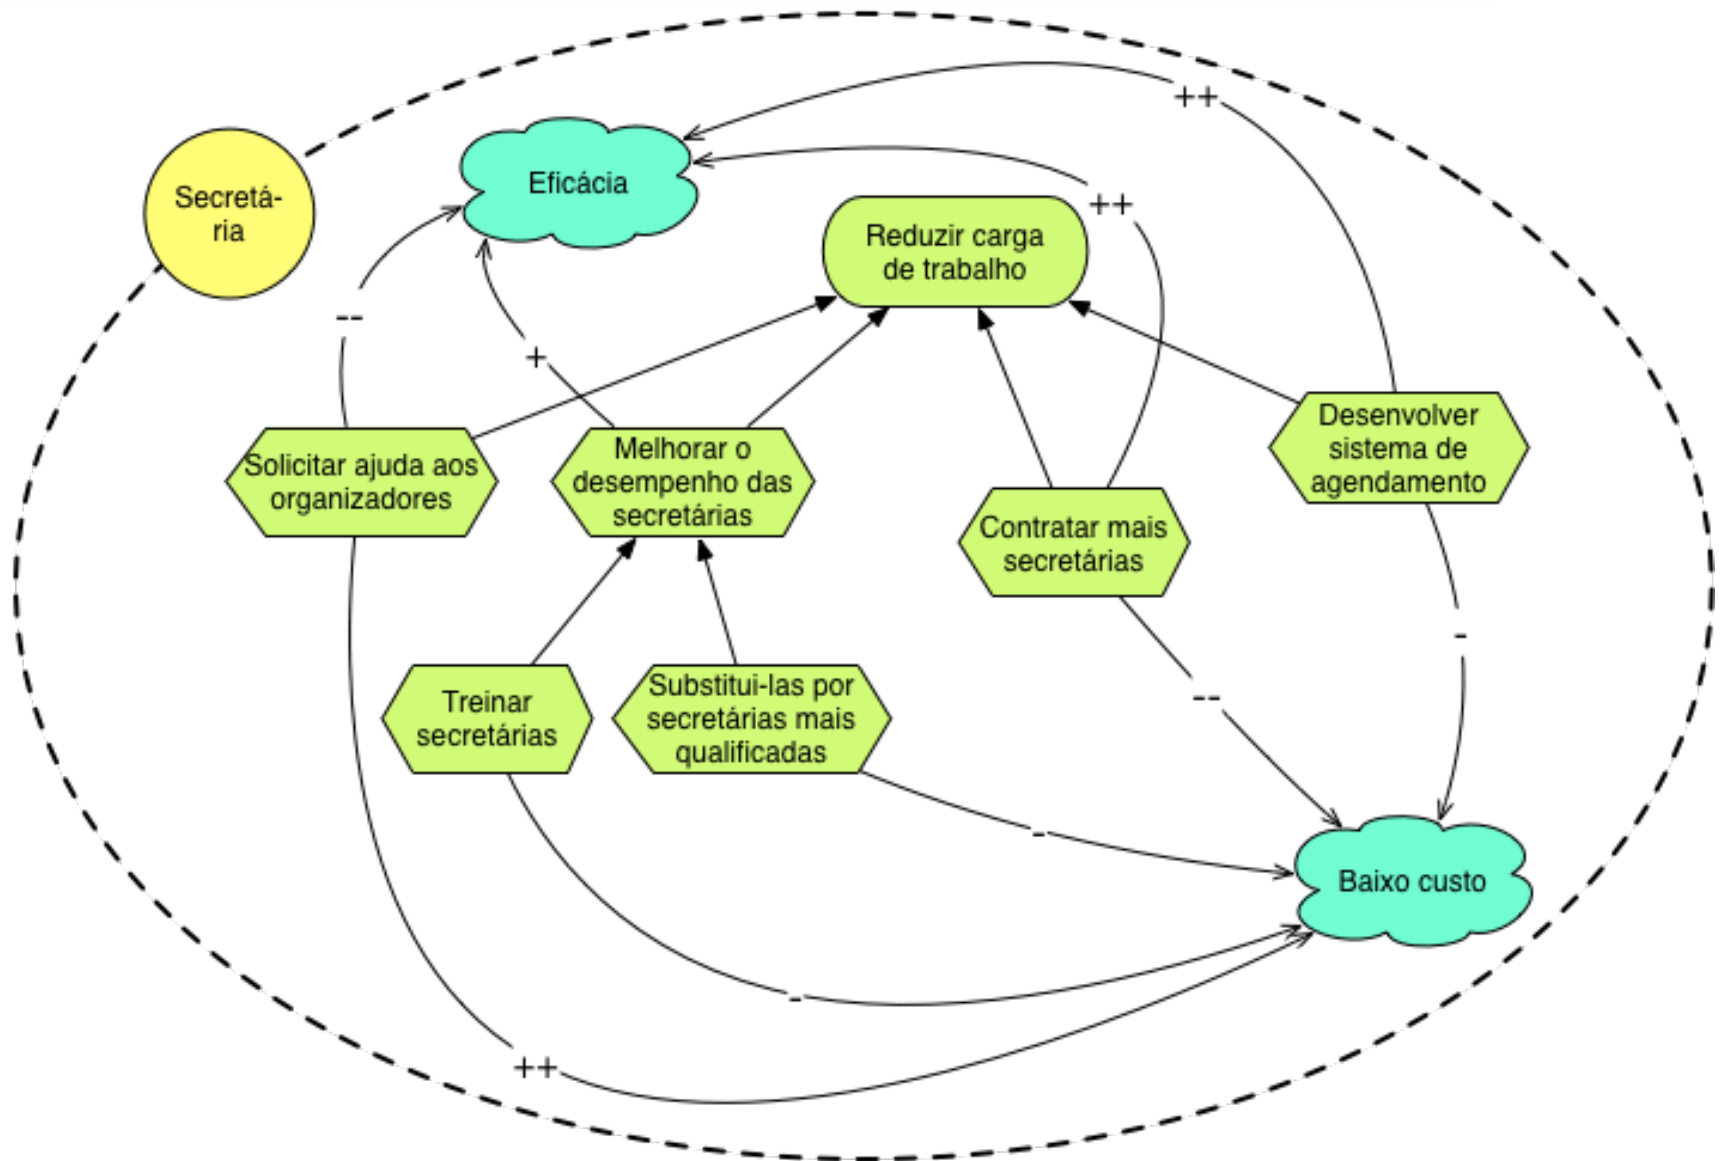 ++
Eficácia
Secretá-
ria
++
Reduzir carga
de trabalho
--
+
Solicitar ajuda aos
organizadores
Melhorar o
desempenho das
secretárias
Contratar mais
secretárias
Desenvolver
sistema de
agendamento
-
Treinar
secretárias
Substitui-las por
secretárias mais
qualificadas
--
-
Baixo custo
-
++